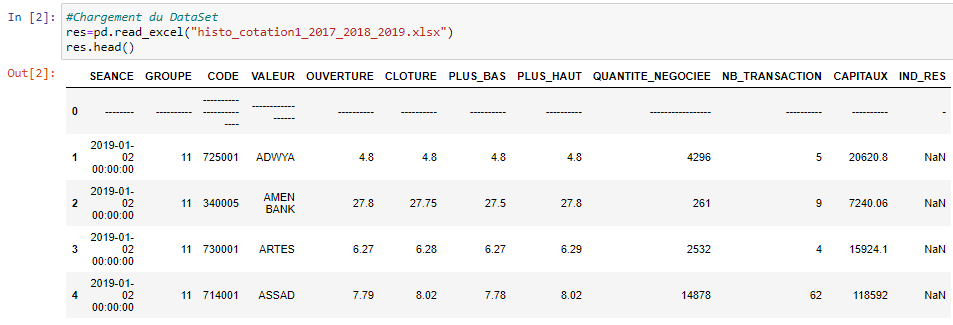 In [2]: #Chargement du DataSet
res=pd.read_excel("histo_cotation1_2017_2018_2019.xlsx")
res.head()
Out[2]:
SEANCE GROUPE CODE VALEUR OUVERTURE CLOTURE PLUS_BAS PLUS_HAUT QUANTITE_NEGOCIEE NB_TRANSACTION CAPITAUX IND_RES
0 -------- ---------- ------------------------ ------------------ ---------- ---------- ---------- ---------- ----------------- ---------- ---------- -
1 2019-01-02 00:00:00 11 725001 ADWYA 4.8 4.8 4.8 4.8 4296 5 20620.8 NaN
2 2019-01-02 00:00:00 11 340005 AMEN BANK 27.8 27.75 27.5 27.8 261 9 7240.06 NaN
3 2019-01-02 00:00:00 11 730001 ARTES 6.27 6.28 6.27 6.29 2532 4 15924.1 NaN
4 2019-01-02 00:00:00 11 714001 ASSAD 7.79 8.02 7.78 8.02 14878 62 118592 NaN